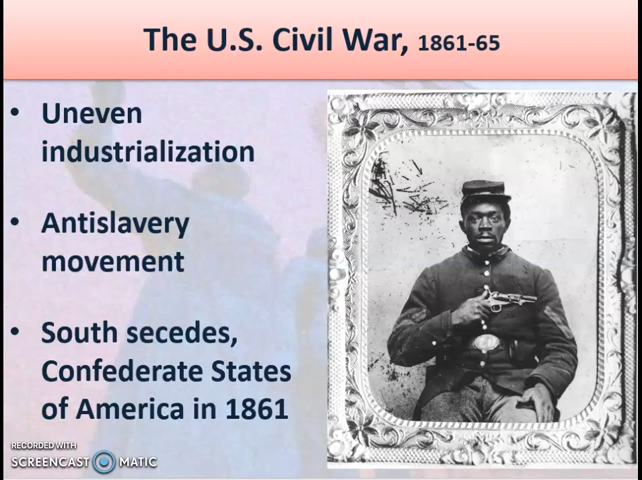 The U.S. Civil War, 1861-65
• Uneven
industrialization
• Antislavery
movement
• South secedes,
Confederate States
of America in 1861
RECORDED WITH
SCREENCAST MATIC